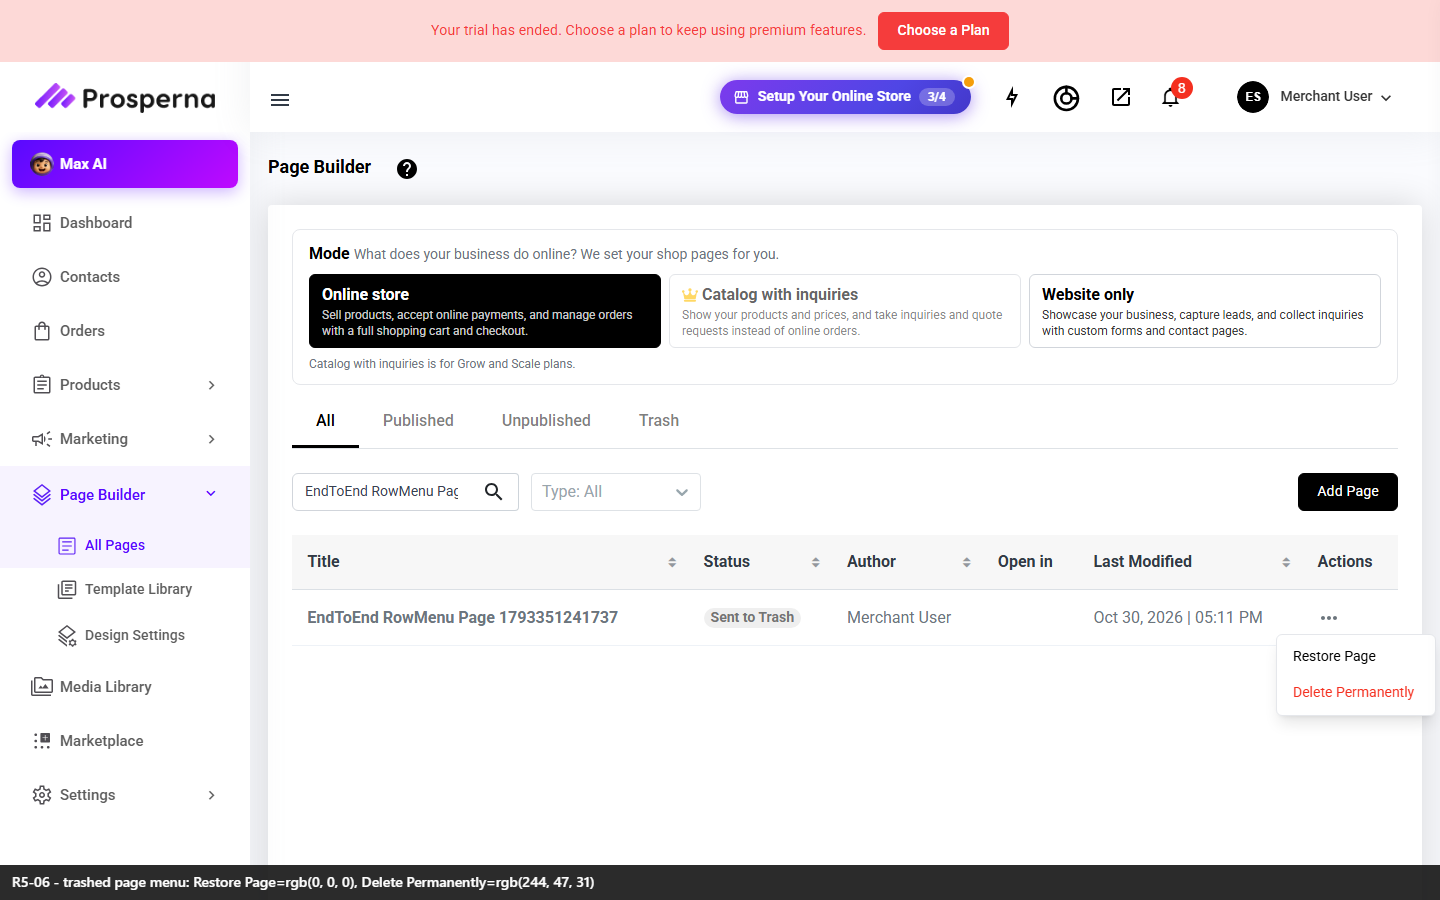 Your trial has ended. Choose a plan to keep using premium features.
Choose a Plan
Prosperna
Setup Your Online Store 3/4
8
ES
Merchant User
Max AI
Dashboard
Contacts
Orders
Products
Marketing
Page Builder
All Pages
Template Library
Design Settings
Media Library
Marketplace
Settings
Page Builder
?
Mode What does your business do online? We set your shop pages for you.
Online store
Sell products, accept online payments, and manage orders
with a full shopping cart and checkout.
Catalog with inquiries
Show your products and prices, and take inquiries and quote
requests instead of online orders.
Website only
Showcase your business, capture leads, and collect inquiries
with custom forms and contact pages.
Catalog with inquiries is for Grow and Scale plans.
All
Published
Unpublished
Trash
EndToEnd RowMenu Pag
Type: All
Add Page
Title
Status
Author
Open in
Last Modified
Actions
EndToEnd RowMenu Page 1793351241737
Sent to Trash
Merchant User
Oct 30, 2026 | 05:11 PM
Restore Page
Delete Permanently
R5-06 - trashed page menu: Restore Page=rgb(0, 0, 0), Delete Permanently=rgb(244, 47, 31)